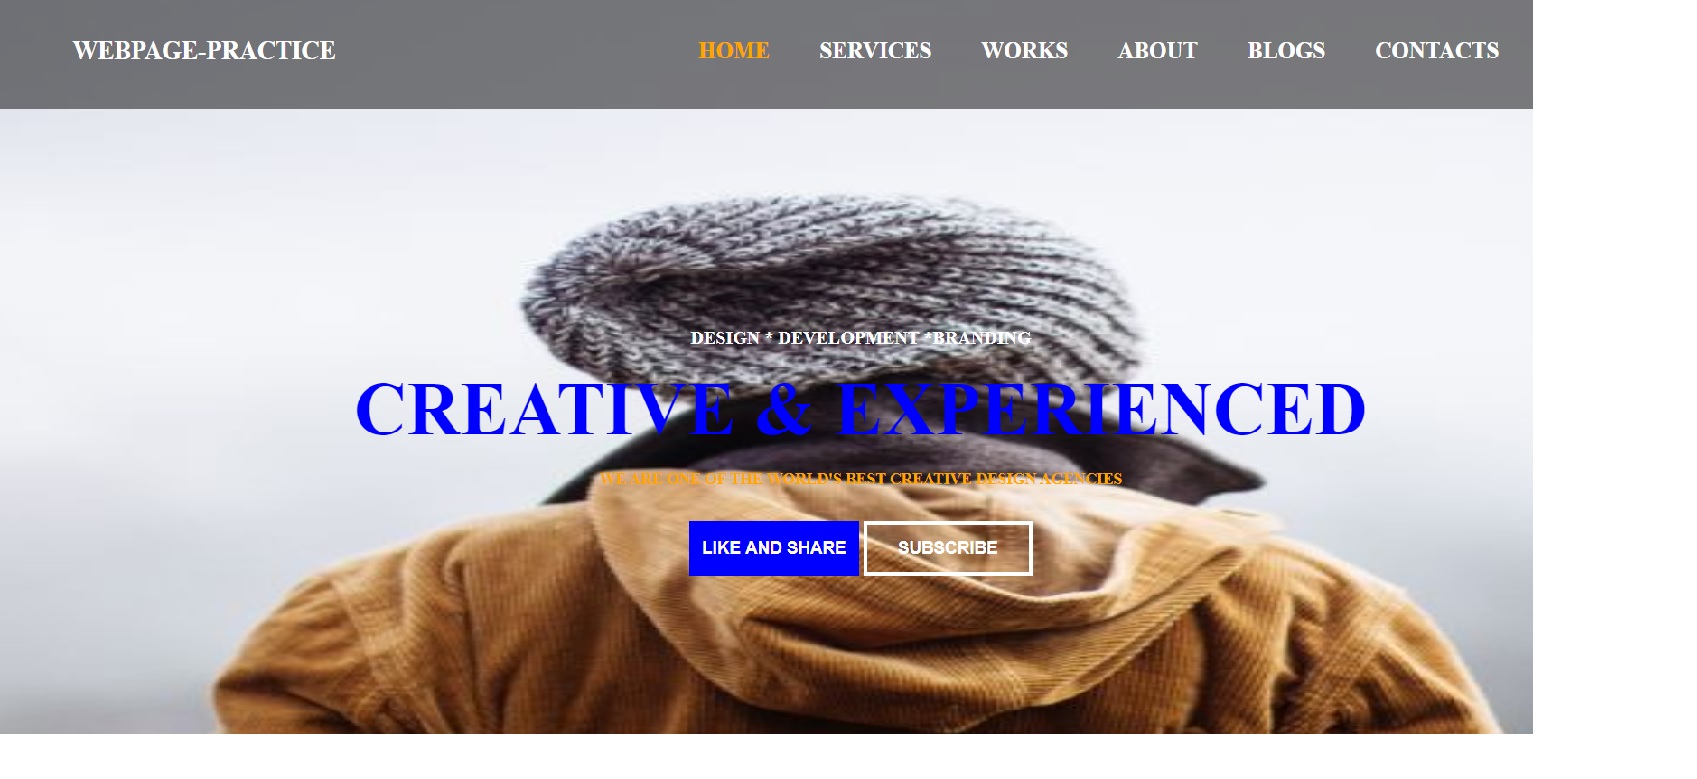 WEBPAGE-PRACTICE
HOME SERVICES WORKS ABOUT BLOGS CONTACTS
DESIGN * DEVELOPMENT *BRANDING
CREATIVE & EXPERIENCED
WE ARE ONE OF THE WORLD'S BEST CREATIVE DESIGN AGENCIES
LIKE AND SHARE SUBSCRIBE